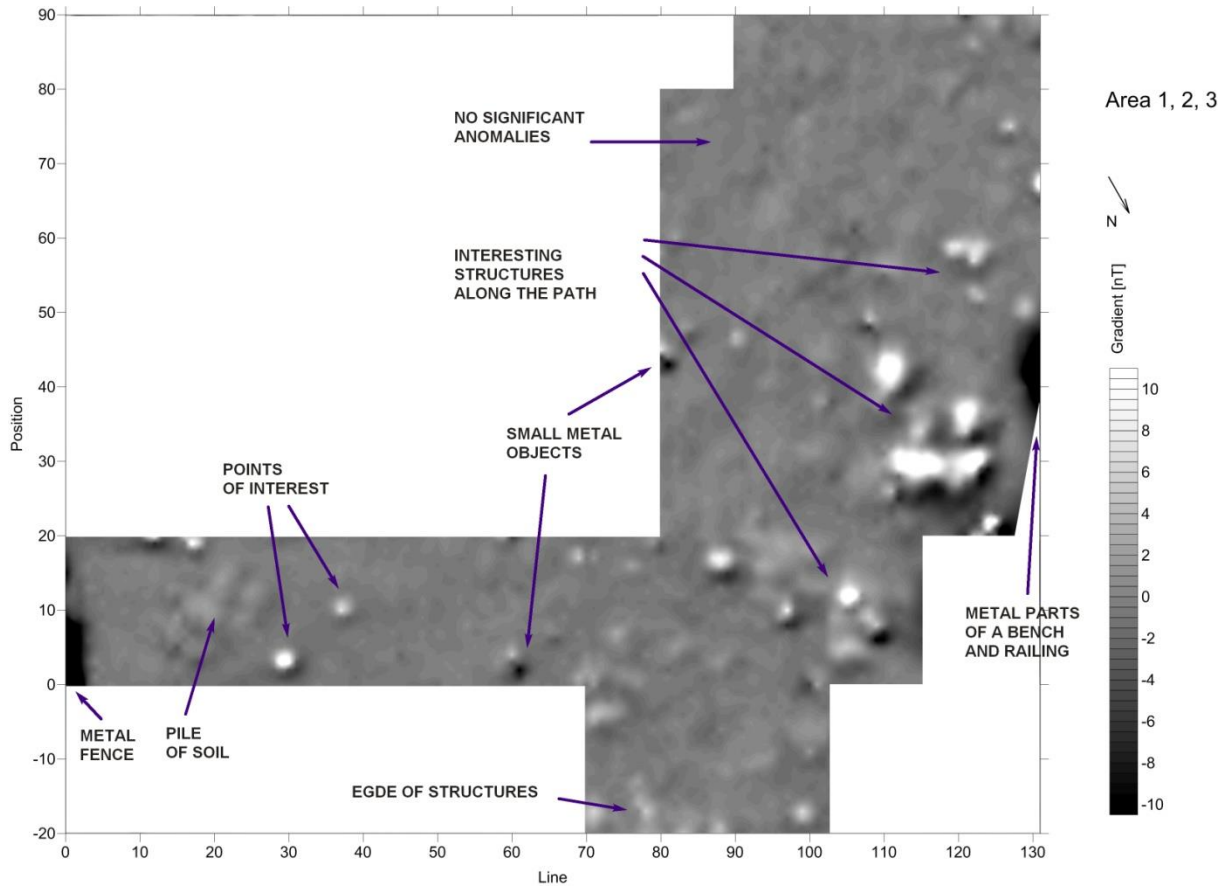 90
80
70
60
50
40
30
20
10
0
-10
-20
Position
0
10
20
30
40
50
60
70
80
90
100
110
120
130
Line
NO SIGNIFICANT
ANOMALIES
INTERESTING
STRUCTURES
ALONG THE PATH
SMALL METAL
OBJECTS
POINTS
OF INTEREST
METAL
FENCE
PILE
OF SOIL
EGDE OF STRUCTURES
METAL PARTS
OF A BENCH
AND RAILING
Area 1, 2, 3
N
Gradient [nT]
10
8
6
4
2
0
-2
-4
-6
-8
-10